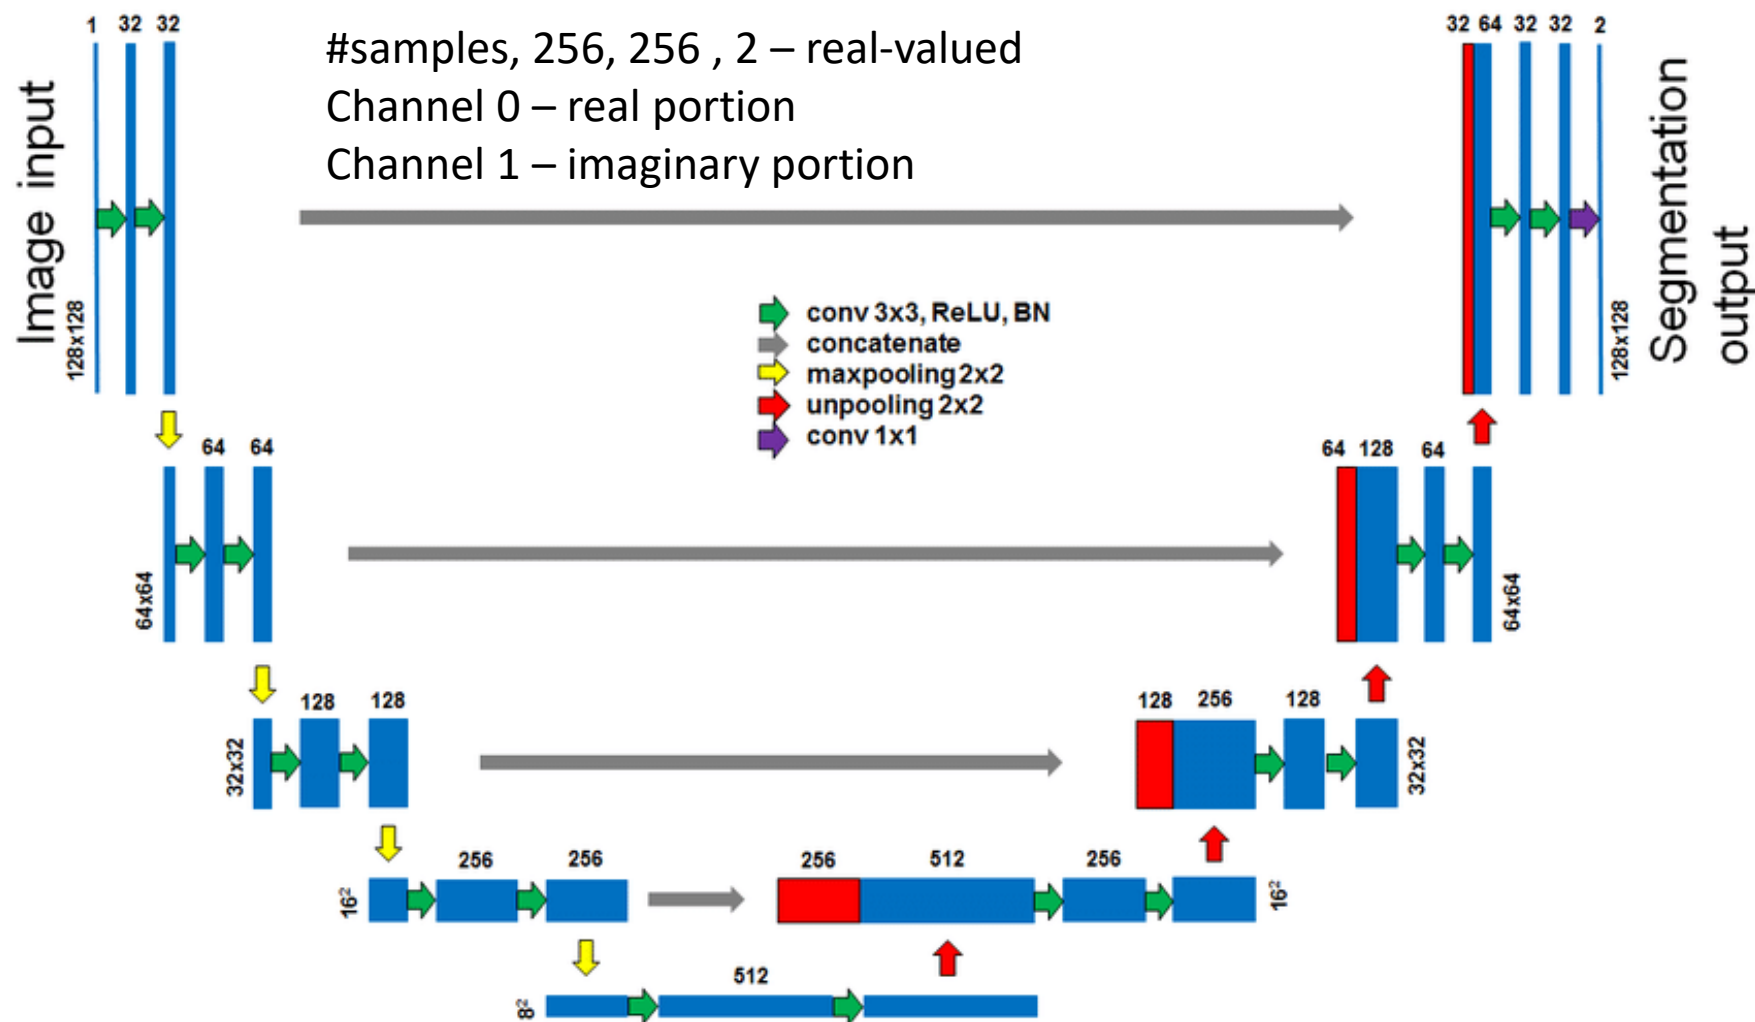 1 32 32
#samples, 256, 256 , 2 – real-valued
Channel 0 – real portion
Channel 1 – imaginary portion
32 64 32 32 2
Image input
128x128
Segmentation
output
128x128
conv 3x3, ReLU, BN
concatenate
maxpooling 2x2
unpooling 2x2
conv 1x1
64 64
64x64
64 128 64
64x64
128 128
32x32
128 256 128
32x32
256 256
16²
256 512 256
16²
512
8²